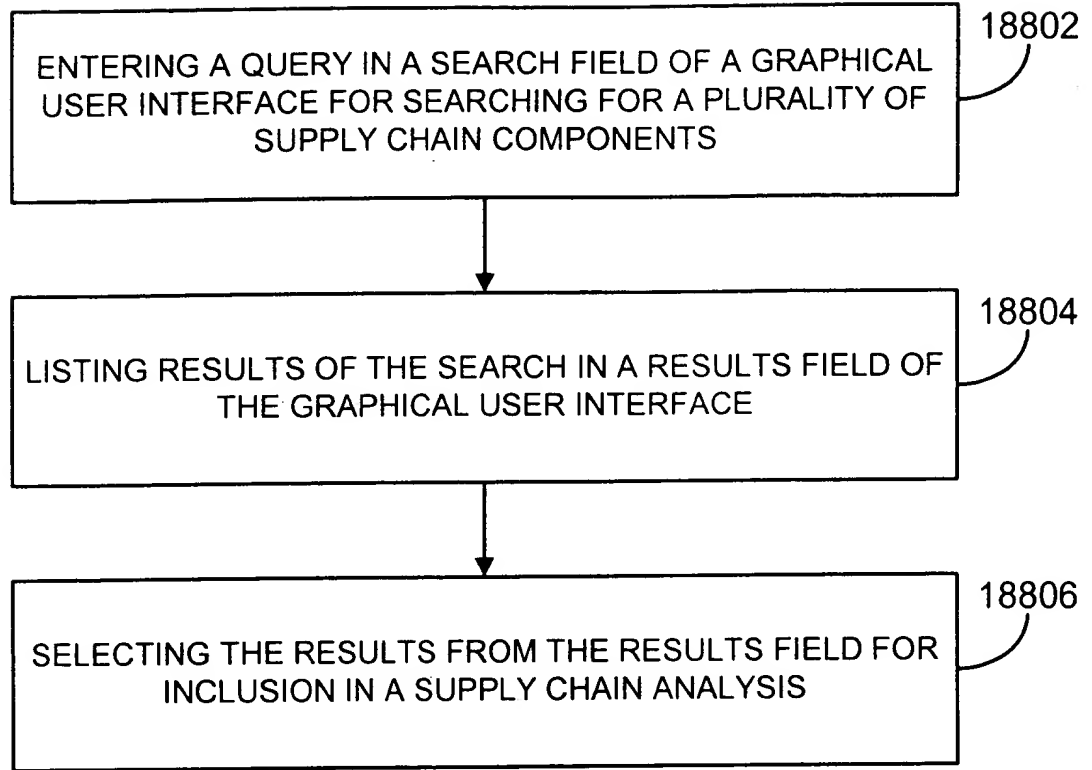 18802
ENTERING A QUERY IN A SEARCH FIELD OF A GRAPHICAL
USER INTERFACE FOR SEARCHING FOR A PLURALITY OF
SUPPLY CHAIN COMPONENTS
18804
LISTING RESULTS OF THE SEARCH IN A RESULTS FIELD OF
THE GRAPHICAL USER INTERFACE
18806
SELECTING THE RESULTS FROM THE RESULTS FIELD FOR
INCLUSION IN A SUPPLY CHAIN ANALYSIS